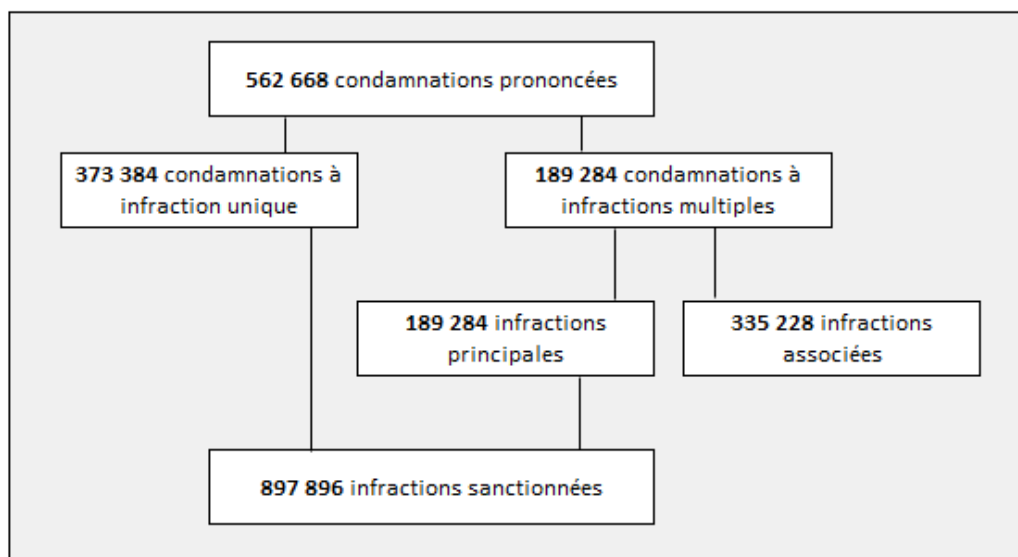 562 668 condamnations prononcées
373 384 condamnations à
infraction unique
189 284 condamnations à
infractions multiples
189 284 infractions
principales
335 228 infractions
associées
897 896 infractions sanctionnées